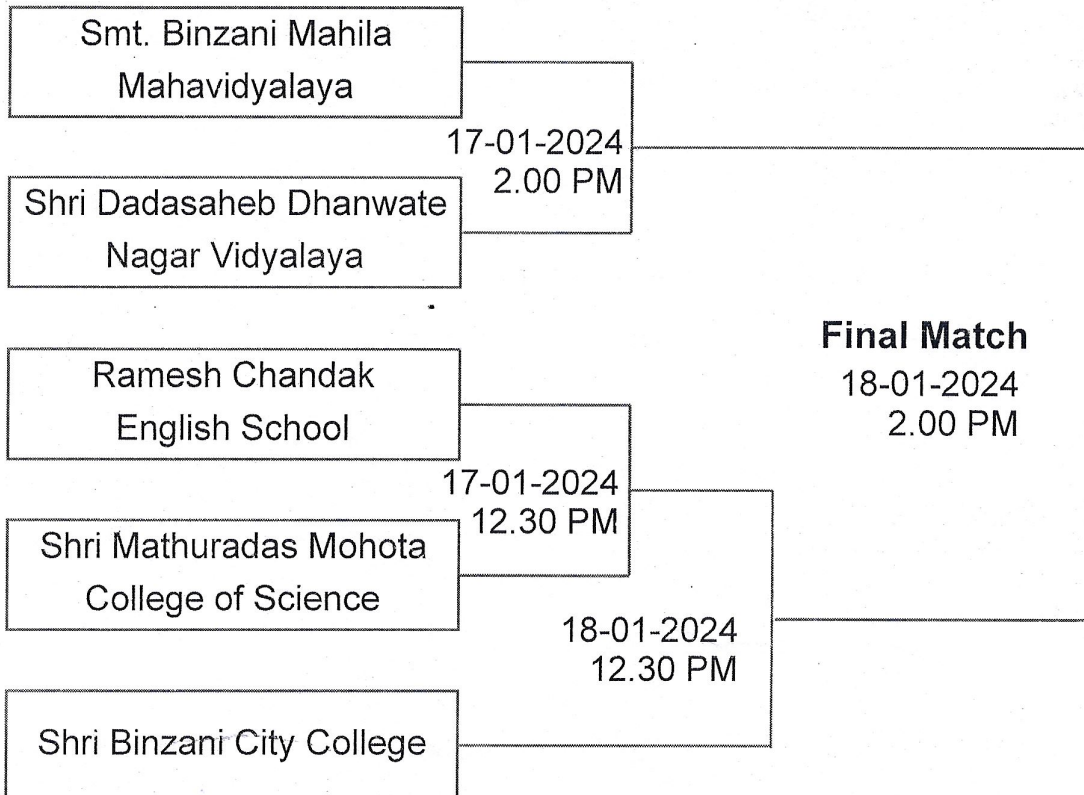 Smt. Binzani Mahila
Mahavidyalaya
17-01-2024
2.00 PM
Shri Dadasaheb Dhanwate
Nagar Vidyalaya
Final Match
18-01-2024
2.00 PM
Ramesh Chandak
English School
17-01-2024
12.30 PM
Shri Mathuradas Mohota
College of Science
18-01-2024
12.30 PM
Shri Binzani City College